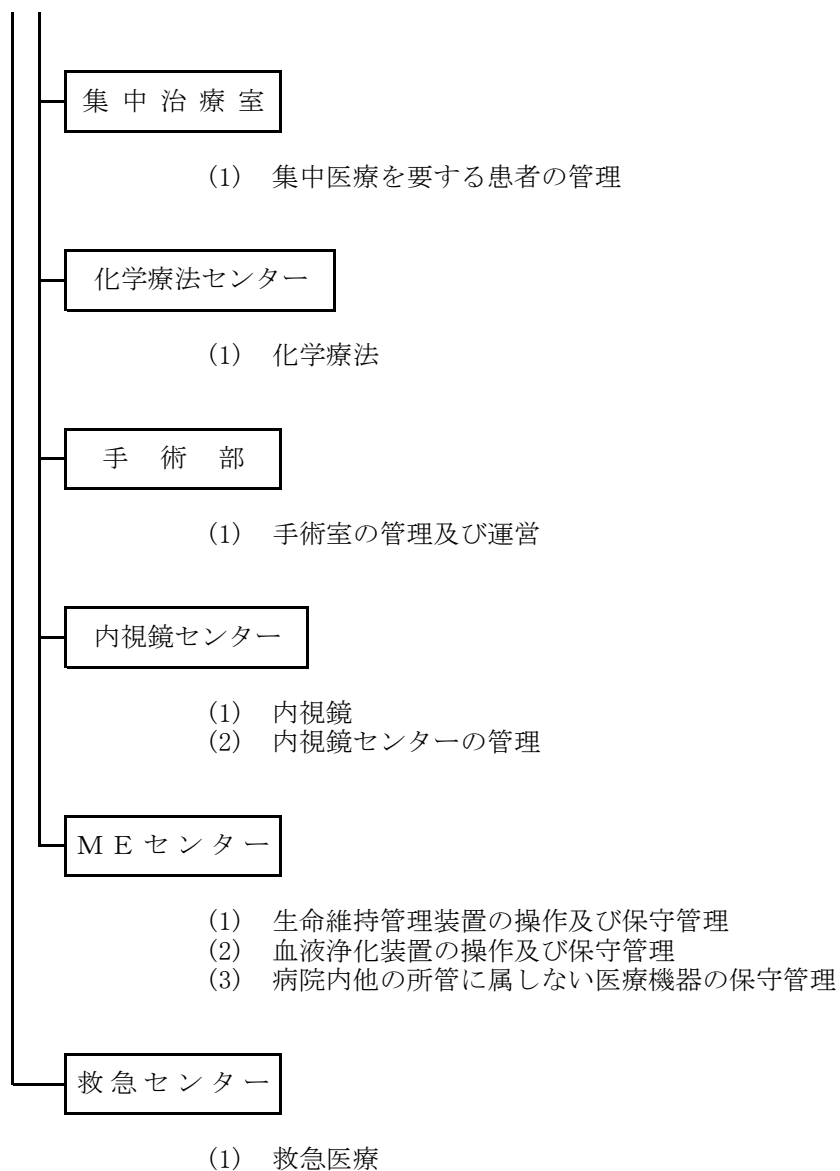 集中治療室
(1) 集中医療を要する患者の管理
化学療法センター
(1) 化学療法
手術部
(1) 手術室の管理及び運営
内視鏡センター
(1) 内視鏡
(2) 内視鏡センターの管理
ＭＥセンター
(1) 生命維持管理装置の操作及び保守管理
(2) 血液浄化装置の操作及び保守管理
(3) 病院内他の所管に属しない医療機器の保守管理
救急センター
(1) 救急医療